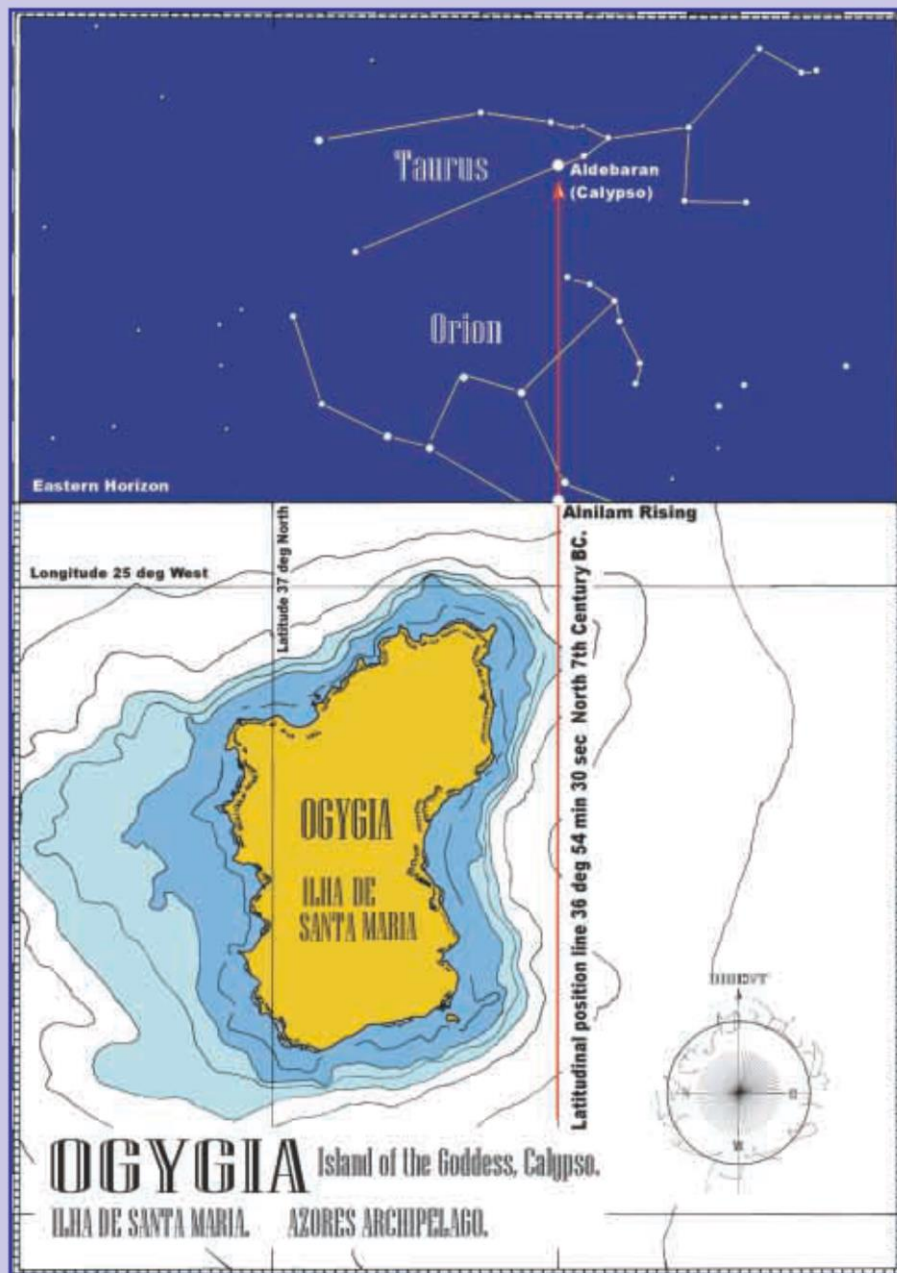 Taurus
Aldebaran
(Calypso)
Orion
Eastern Horizon
Alnilam Rising
Longitude 25 deg West
Latitude 37 deg North
Latitudinal position line 36 deg 54 min 30 sec North 7th Century BC.
OGYGIA
ILHA DE
SANTA MARIA
N
W
OGYGIA Island of the Goddess, Calypso.
ILHA DE SANTA MARIA. AZORES ARCHIPELAGO.